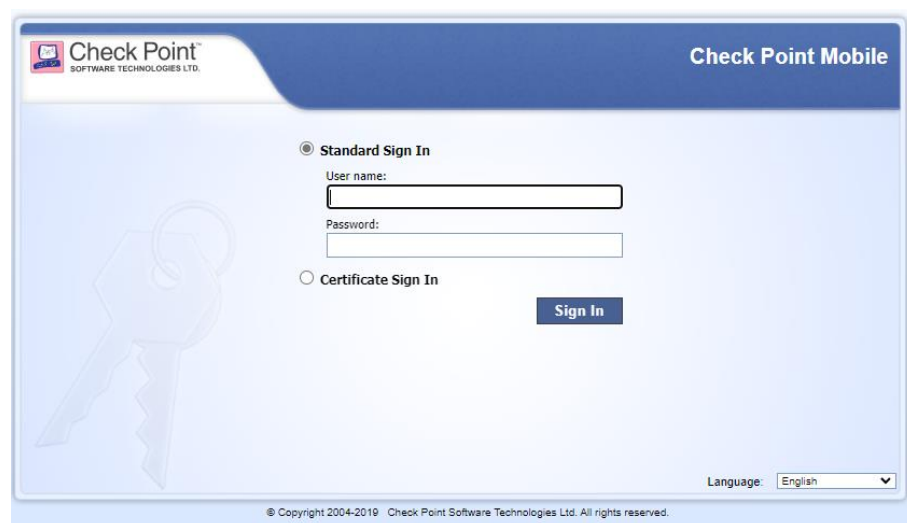 Check Point™
SOFTWARE TECHNOLOGIES LTD.
Check Point Mobile
Standard Sign In
User name:
Password:
Certificate Sign In
Sign In
Language: English
© Copyright 2004-2019 Check Point Software Technologies Ltd. All rights reserved.